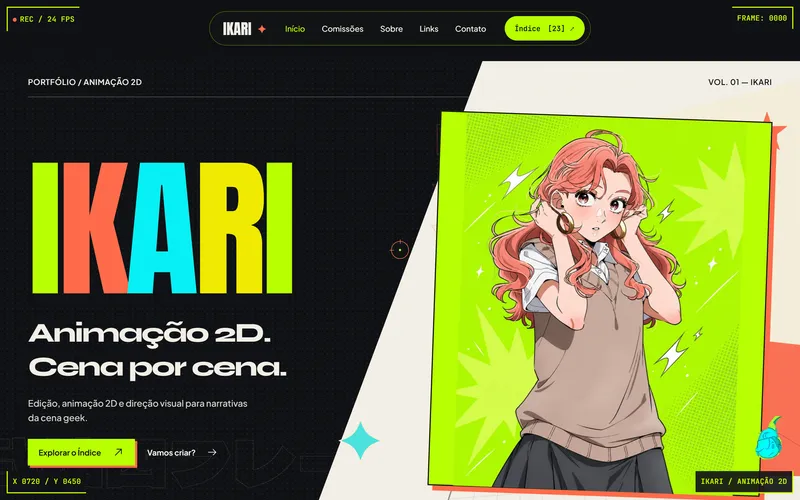 REC / 24 FPS
IKARI
Início
Comissões
Sobre
Links
Contato
Índice [23] ↗
FRAME: 0000
PORTFÓLIO / ANIMAÇÃO 2D
VOL. 01 — IKARI
IKARI
Animação 2D.
Cena por cena.
Edição, animação 2D e direção visual para narrativas
da cena geek.
Explorar o Índice ↗
Vamos criar? →
X 0720 / Y 0450
IKARI / ANIMAÇÃO 2D